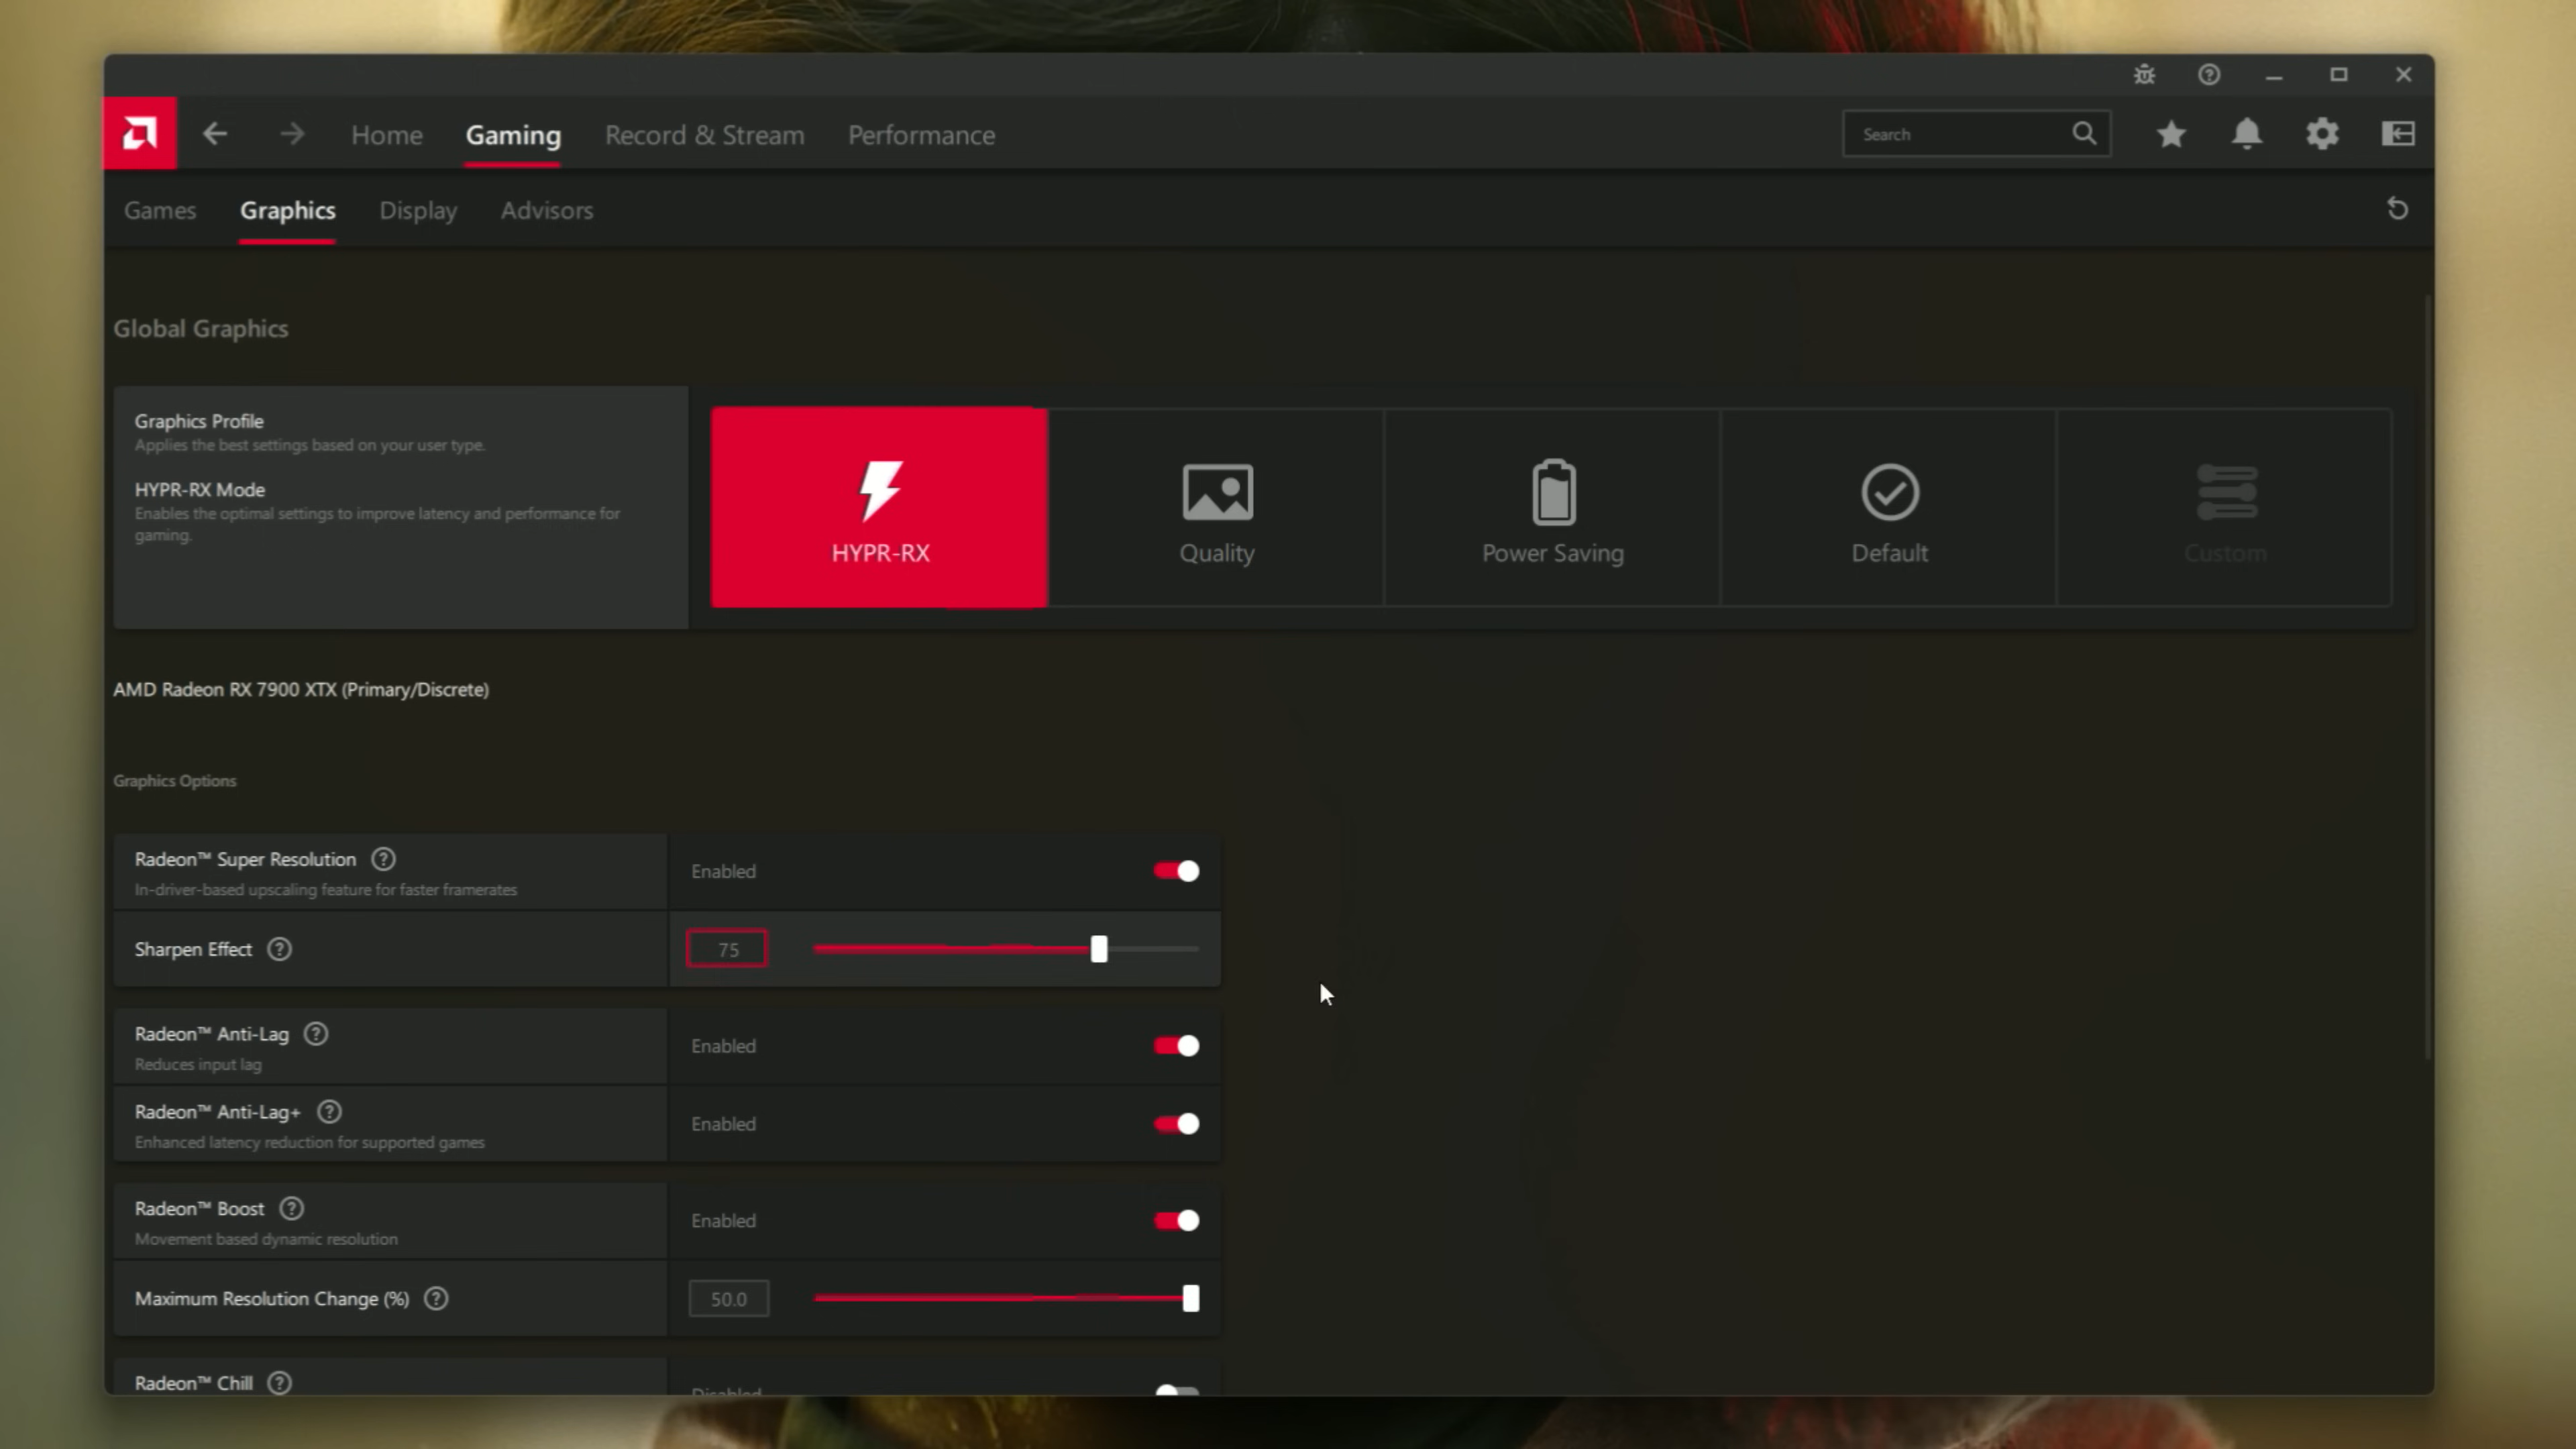 Home Gaming Record & Stream Performance Search
Games Graphics Display Advisors
Global Graphics
Graphics Profile
Applies the best settings based on your user type.
HYPR-RX Mode
Enables the optimal settings to improve latency and performance for
gaming.
HYPR-RX Quality Power Saving Default Custom
AMD Radeon RX 7900 XTX (Primary/Discrete)
Graphics Options
Radeon™ Super Resolution
In-driver-based upscaling feature for faster framerates
Enabled
Sharpen Effect
75
Radeon™ Anti-Lag
Reduces input lag
Enabled
Radeon™ Anti-Lag+
Enhanced latency reduction for supported games
Enabled
Radeon™ Boost
Movement based dynamic resolution
Enabled
Maximum Resolution Change (%)
50.0
Radeon™ Chill
Disabled